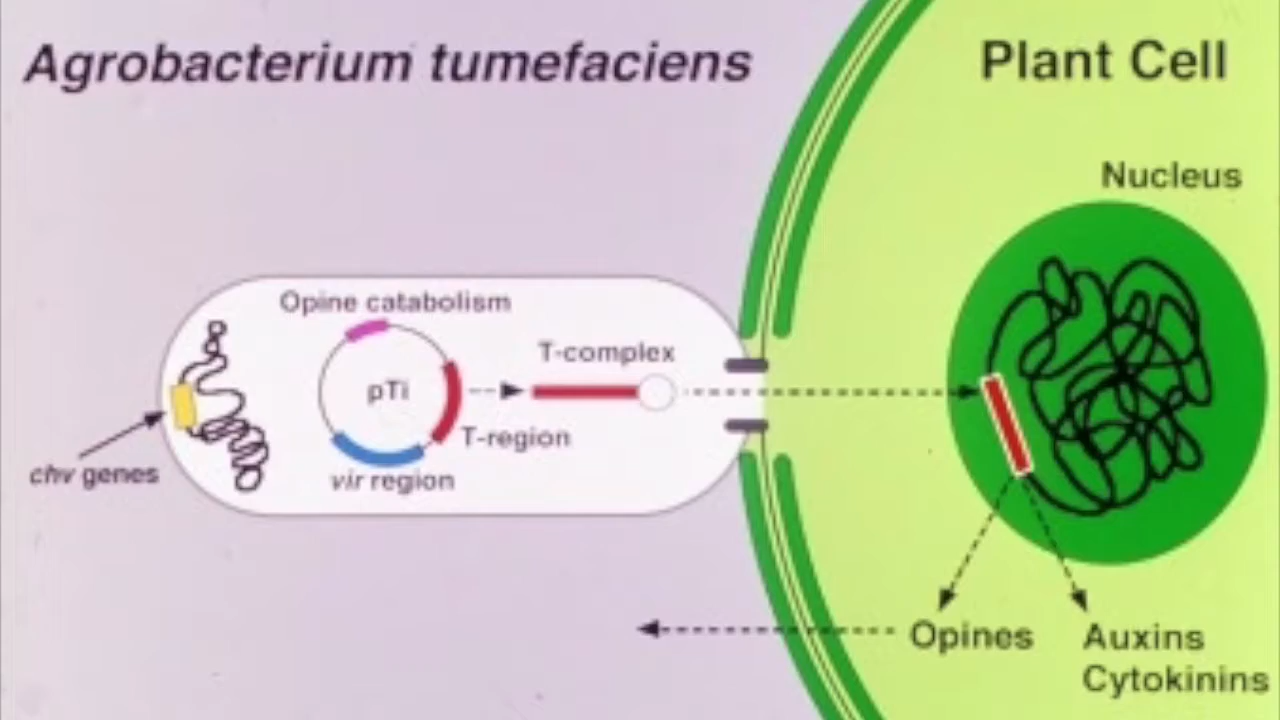 Agrobacterium tumefaciens
Plant Cell
Nucleus
Opine catabolism
T-complex
pTi
T-region
chv genes
vir region
Opines
Auxins
Cytokinins